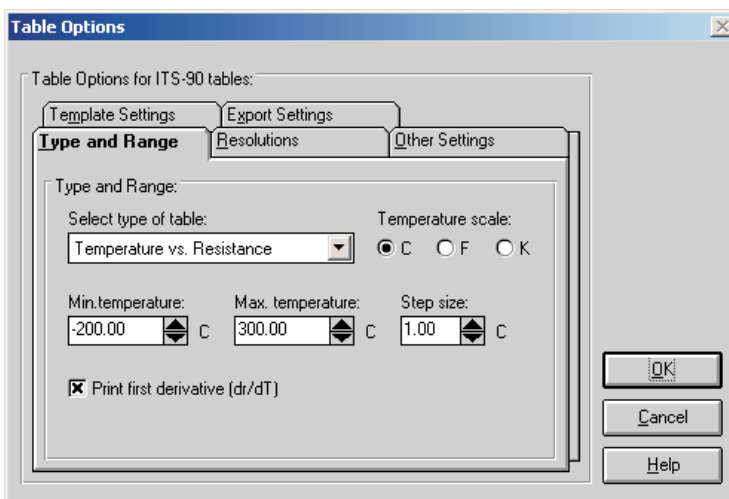 Table Options
Table Options for ITS-90 tables:
Template Settings
Export Settings
Type and Range
Resolutions
Other Settings
Type and Range:
Select type of table:
Temperature scale:
Temperature vs. Resistance
C
F
K
Min.temperature:
Max. temperature:
Step size:
-200.00 C
300.00 C
1.00 C
Print first derivative (dr/dT)
OK
Cancel
Help